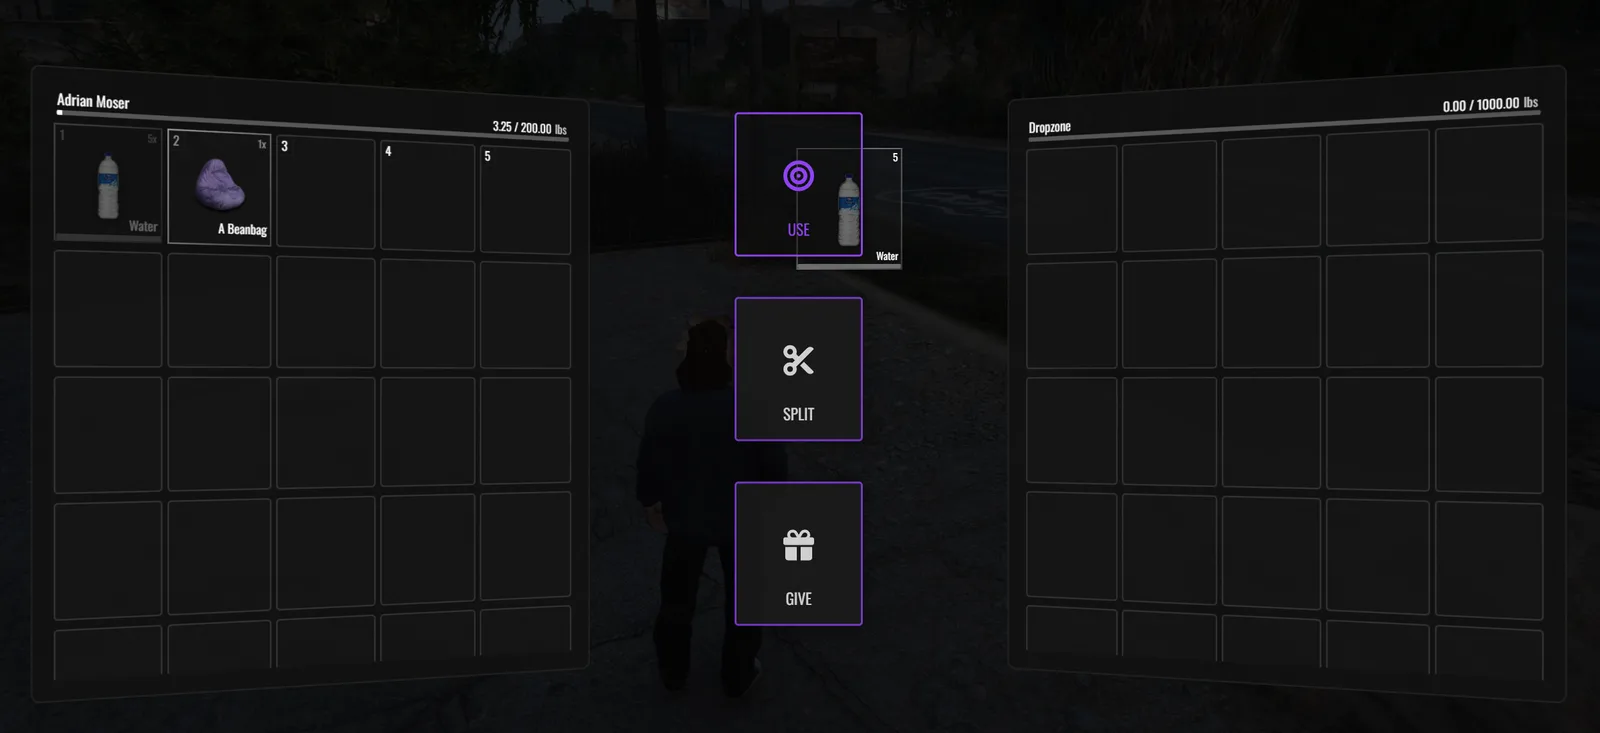 Adrian Moser
3.25 / 200.00 lbs
1
5x
Water
2
1x
A Beanbag
3
4
5
USE
5
Water
SPLIT
GIVE
Dropzone
0.00 / 1000.00 lbs